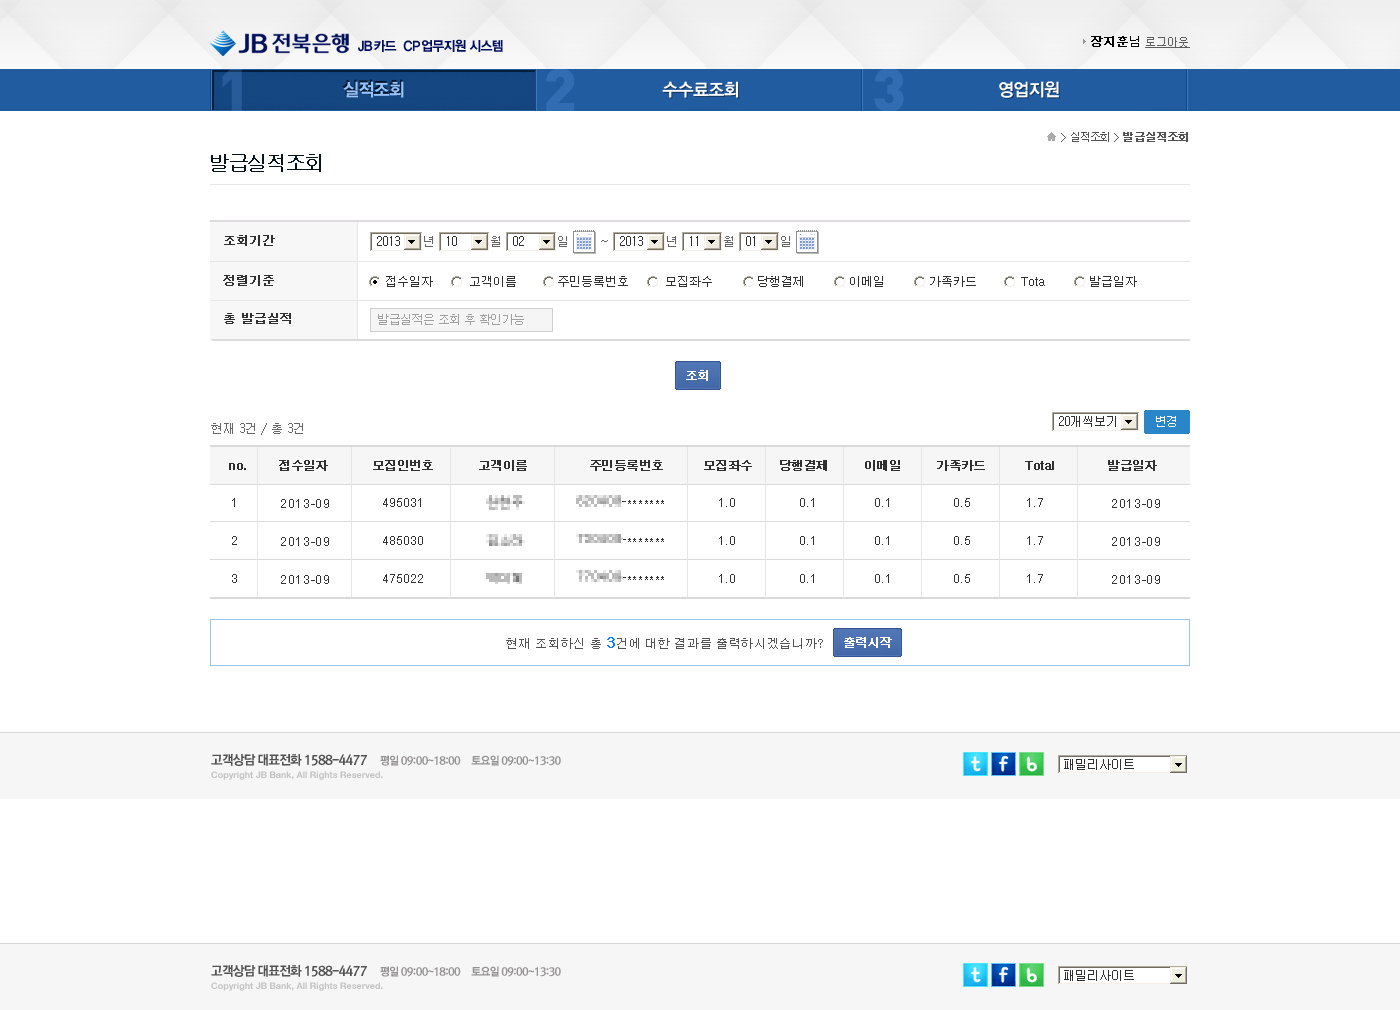 JB 전북은행 JB카드 CP업무지원 시스템
장지훈님 로그아웃
1 실적조회 2 수수료조회 3 영업지원
> 실적조회 > 발급실적조회
발급실적조회
조회기간 2013 년 10 월 02 일 ~ 2013 년 11 월 01 일
정렬기준 접수일자 고객이름 주민등록번호 모집좌수 당행결제 이메일 가족카드 Tota 발급일자
총 발급실적 발급실적은 조회 후 확인가능
조회
현재 3건 / 총 3건 20개씩보기 변경
no. 접수일자 모집인번호 고객이름 주민등록번호 모집좌수 당행결제 이메일 가족카드 Total 발급일자
1 2013-09 495031 -******* 1.0 0.1 0.1 0.5 1.7 2013-09
2 2013-09 485030 -******* 1.0 0.1 0.1 0.5 1.7 2013-09
3 2013-09 475022 -******* 1.0 0.1 0.1 0.5 1.7 2013-09
현재 조회하신 총 3건에 대한 결과를 출력하시겠습니까? 출력시작
고객상담 대표전화 1588-4477 평일 09:00~18:00 토요일 09:00~13:30
Copyright JB Bank, All Rights Reserved.
t f b 패밀리사이트
고객상담 대표전화 1588-4477 평일 09:00~18:00 토요일 09:00~13:30
Copyright JB Bank, All Rights Reserved.
t f b 패밀리사이트